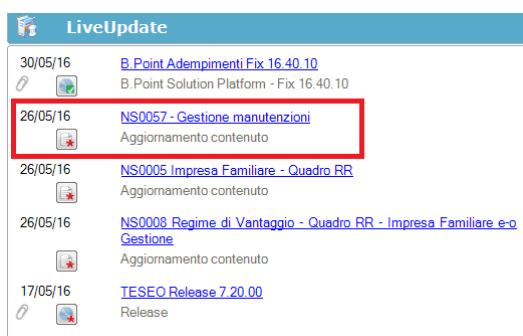 LiveUpdate
30/05/16 B.Point Adempimenti Fix 16.40.10
B.Point Solution Platform - Fix 16.40.10
26/05/16 NS0057 - Gestione manutenzioni
Aggiornamento contenuto
26/05/16 NS0005 Impresa Familiare - Quadro RR
Aggiornamento contenuto
26/05/16 NS0008 Regime di Vantaggio - Quadro RR - Impresa Familiare e-o
Gestione
Aggiornamento contenuto
17/05/16 TESEO Release 7.20.00
Release